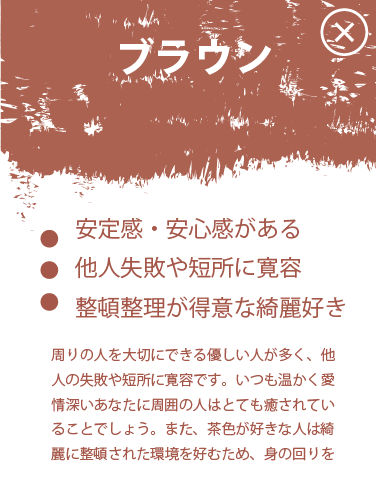 ブラウン
安定感・安心感がある
他人失敗や短所に寛容
整頓整理が得意な綺麗好き
周りの人を大切にできる優しい人が多く、他
人の失敗や短所に寛容です。いつも温かく愛
情深いあなたに周囲の人はとても癒されてい
ることでしょう。また、茶色が好きな人は綺
麗に整頓された環境を好むため、身の回りを